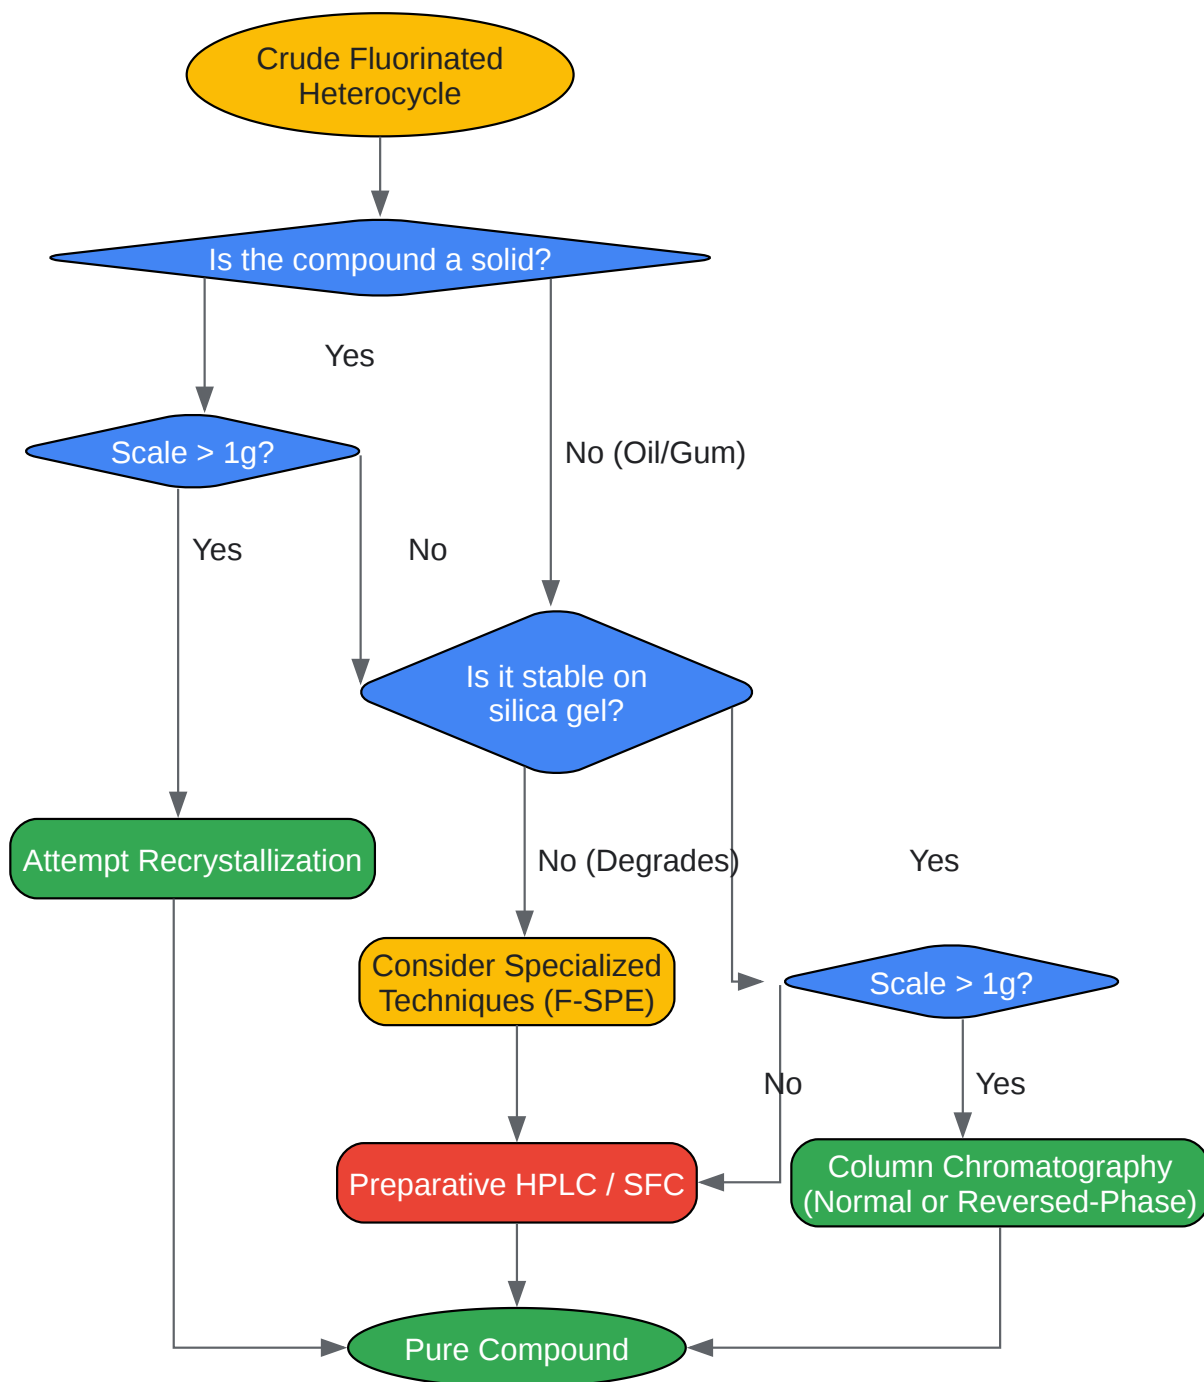 Crude Fluorinated
Heterocycle
Is the compound a solid?
Yes
Scale > 1g?
No (Oil/Gum)
Yes
No
Is it stable on
silica gel?
Attempt Recrystallization
No (Degrades)
Yes
Consider Specialized
Techniques (F-SPE)
Scale > 1g?
No
Yes
Preparative HPLC / SFC
Column Chromatography
(Normal or Reversed-Phase)
Pure Compound